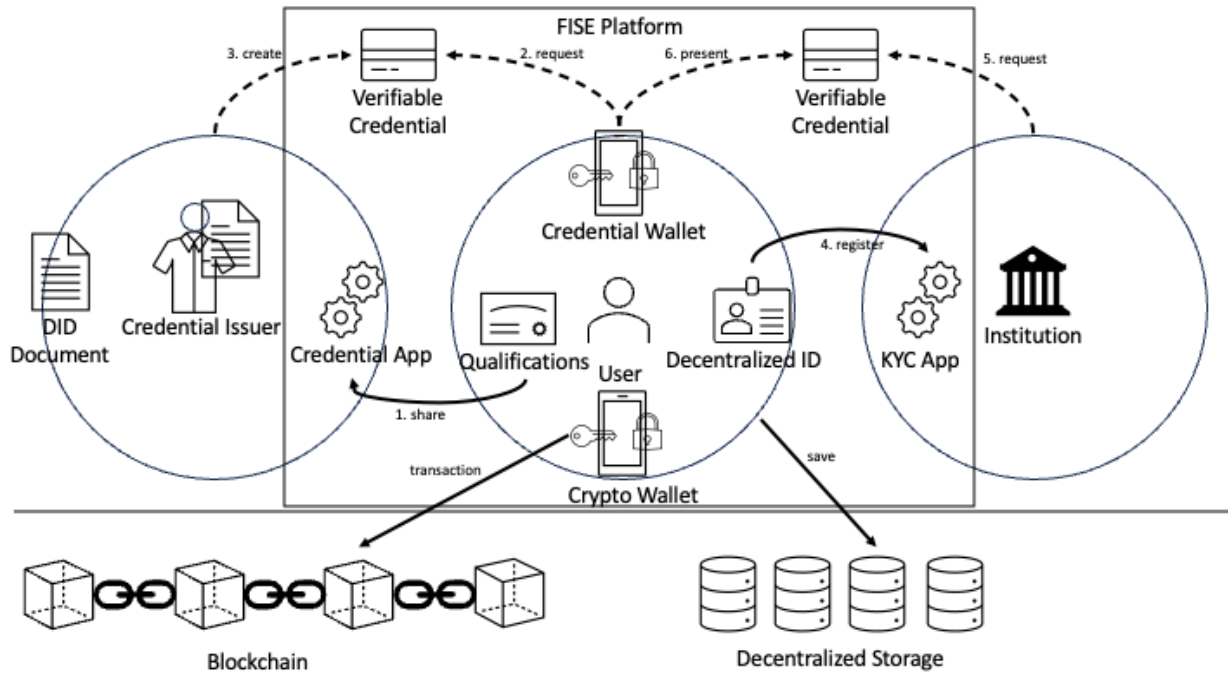 FISE Platform
3. create
2. request
6. present
5. request
Verifiable
Credential
Verifiable
Credential
Credential Wallet
4. register
DID
Document
Credential Issuer
Credential App
Qualifications
User
Decentralized ID
KYC App
Institution
1. share
transaction
save
Crypto Wallet
Blockchain
Decentralized Storage